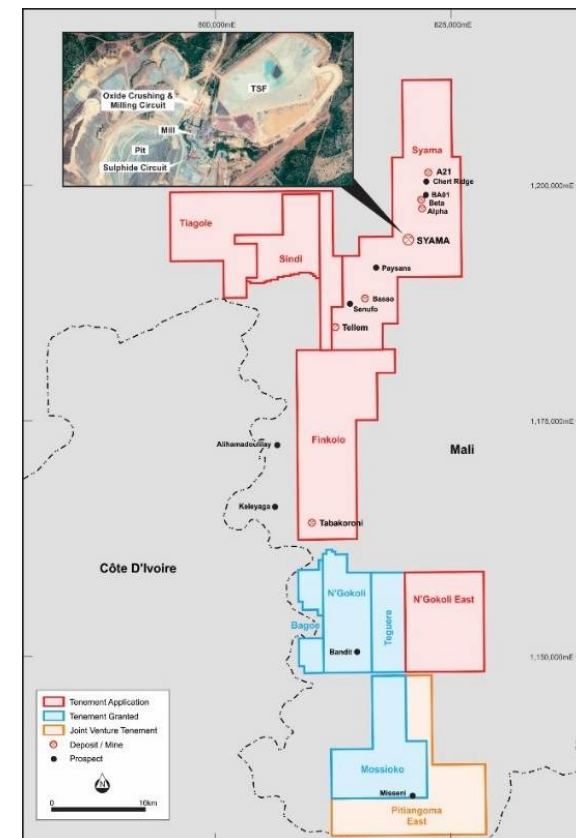 800,000mE
825,000mE
Oxide Crushing &
Milling Circuit
TSF
Mill
Pit
Sulphide Circuit
Syama
A21
Chert Ridge
1,200,000mE
BA01
Beta
Alpha
Tiagole
SYAMA
Sindi
Paysans
Basso
Senufo
Tellem
1,175,000mE
Finkolo
Alihamadoullay
Mali
Keleyaga
Tabakoroni
Côte D'Ivoire
N'Gokoli
N'Gokoli East
Bagoe
Teguere
Bandit
1,150,000mE
Tenement Application
Tenement Granted
Joint Venture Tenement
Deposit / Mine
Prospect
N
0
10km
Mossioko
Misseni
Pitiangoma
East